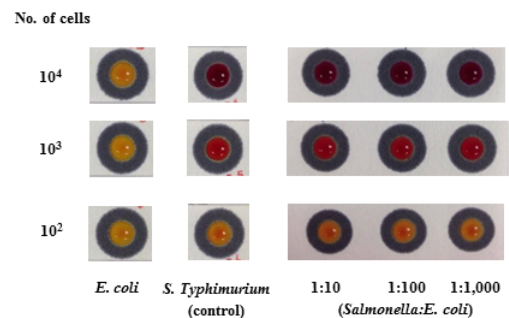 No. of cells
10⁴
10³
10²
E. coli S. Typhimurium 1:10 1:100 1:1,000
(control) (Salmonella:E. coli)